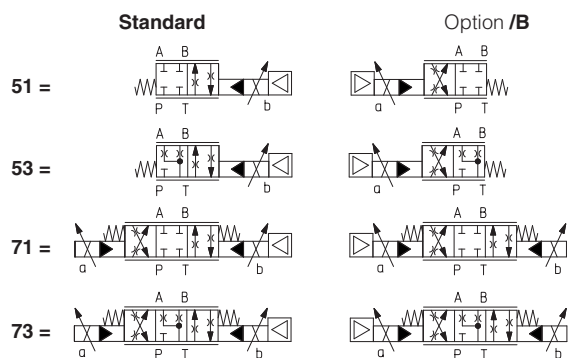 Standard Option /B
A B A B
51 =
P T b a P T
A B A B
53 =
P T b a P T
A B A B
71 =
a P T b a P T b
A B A B
73 =
a P T b a P T b